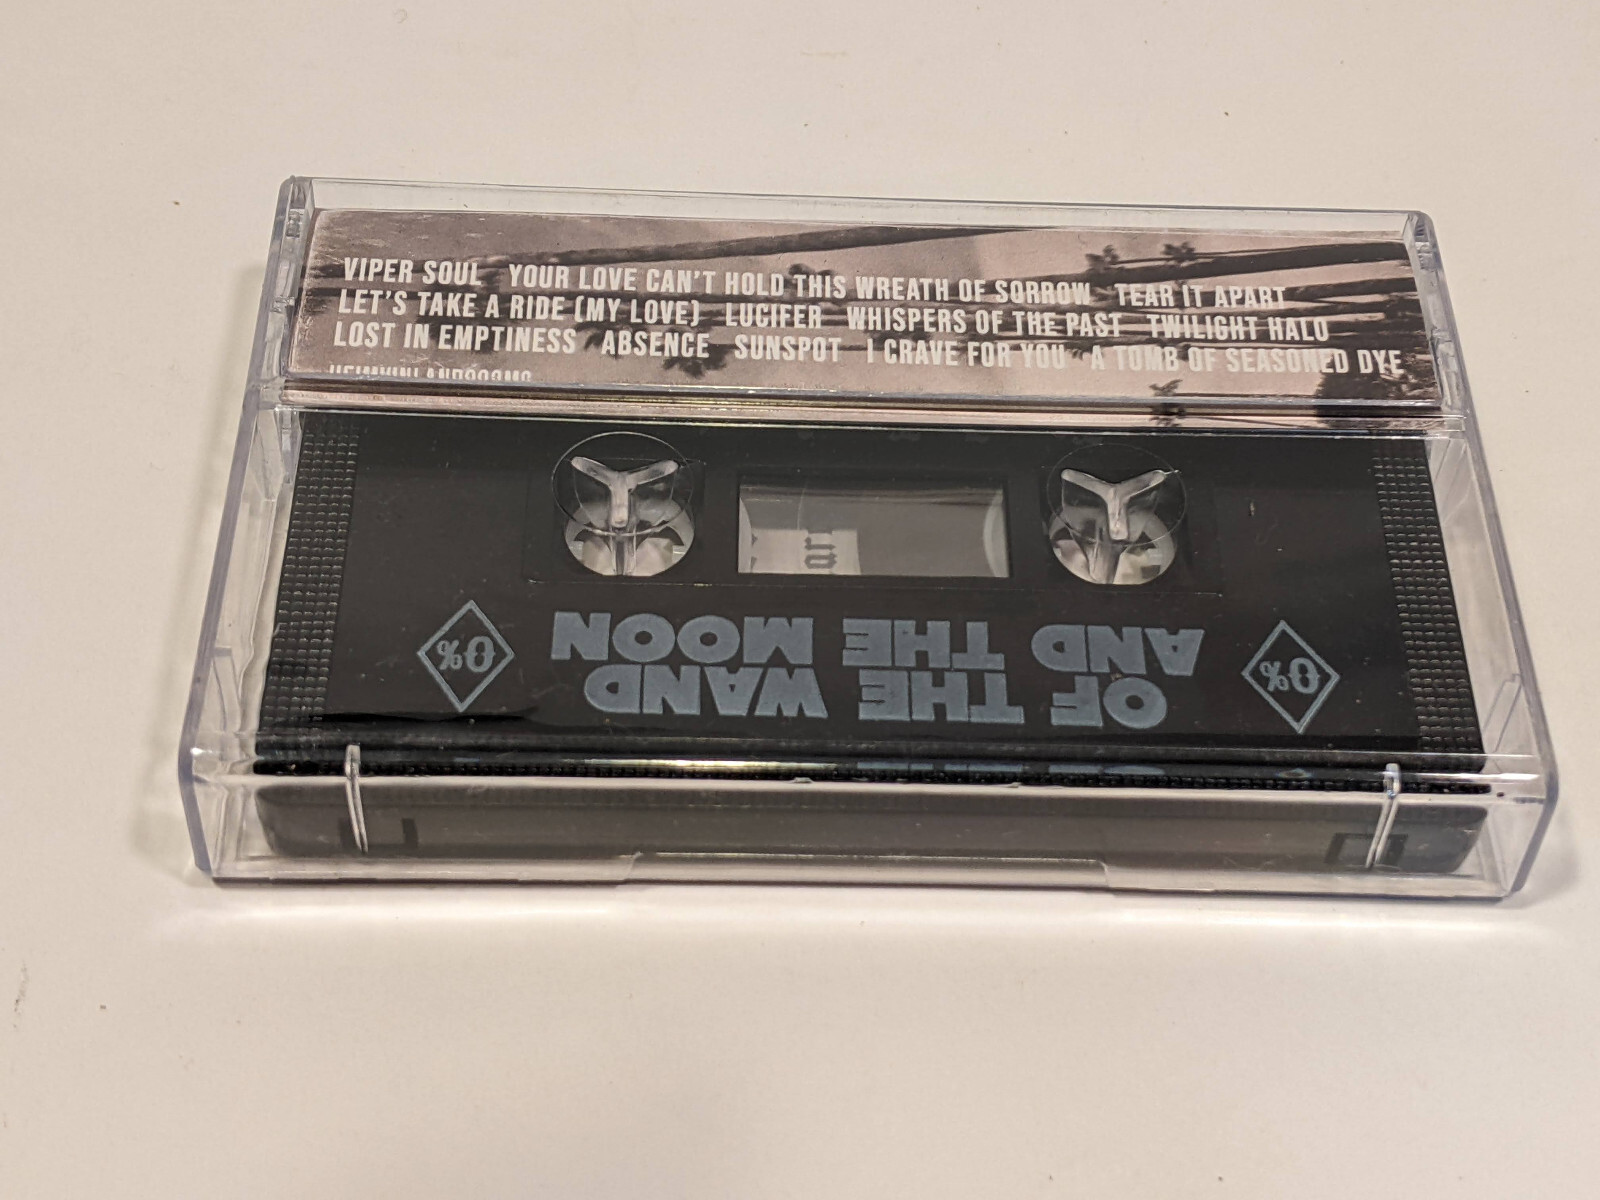 VIPER SOUL YOUR LOVE CAN'T HOLD THIS WREATH OF SORROW TEAR IT APART
LET'S TAKE A RIDE (MY LOVE) LUCIFER WHISPERS OF THE PAST TWILIGHT HALO
LOST IN EMPTINESS ABSENCE SUNSPOT I CRAVE FOR YOU A TOMB OF SEASONED DYE
OF THE WAND
AND THE MOON
0%
0%